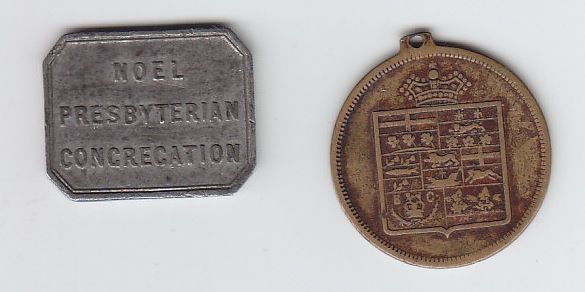 NOEL
PRESBYTERIAN
CONGREGATION
B C